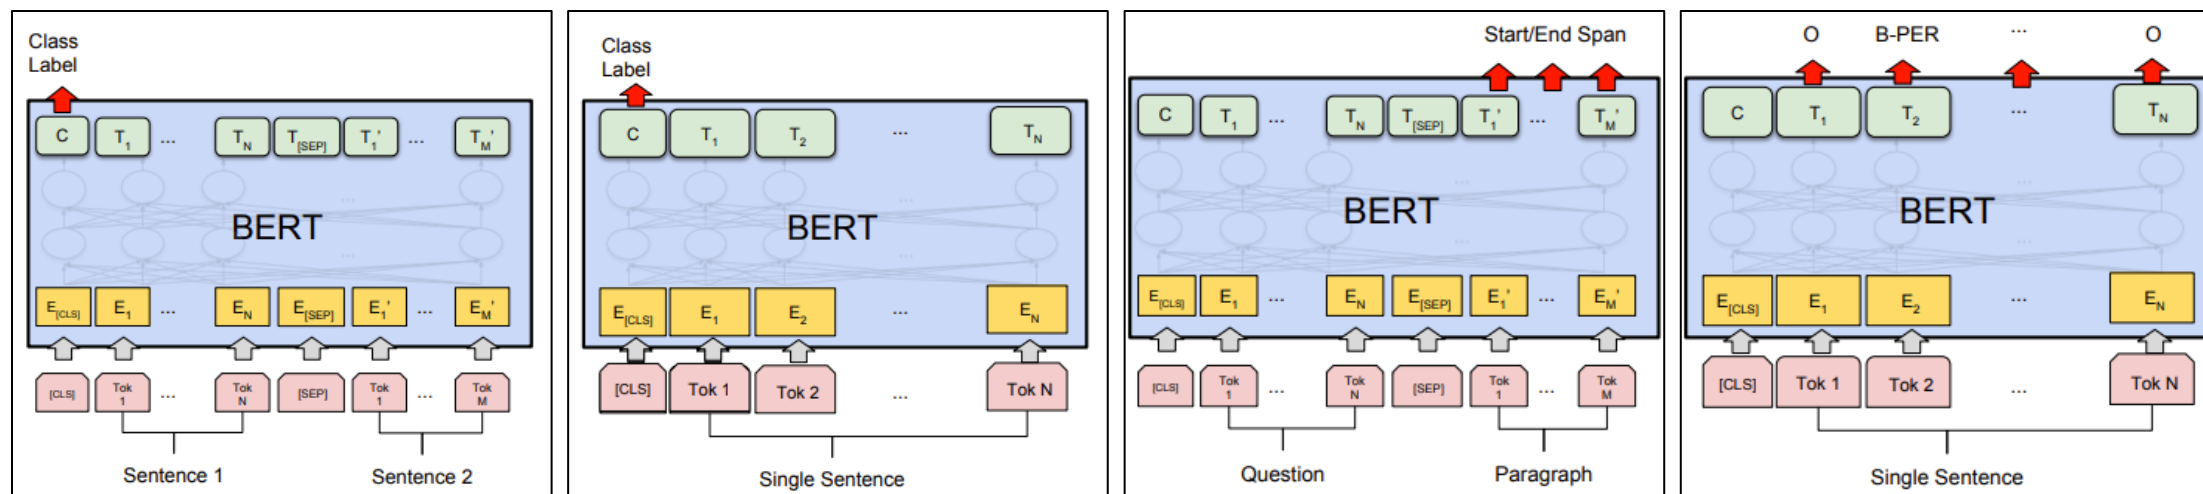 Class
Label
C T1 ... TN T[SEP] T1' ... TM'
...
BERT
...
E[CLS] E1 ... EN E[SEP] E1' ... EM'
[CLS] Tok 1 ... Tok N [SEP] Tok 1 ... Tok M
Sentence 1 Sentence 2
Class
Label
C T1 T2 ... TN
...
BERT
...
E[CLS] E1 E2 ... EN
[CLS] Tok 1 Tok 2 ... Tok N
Single Sentence
Start/End Span
C T1 ... TN T[SEP] T1' ... TM'
...
BERT
...
E[CLS] E1 ... EN E[SEP] E1' ... EM'
[CLS] Tok 1 ... Tok N [SEP] Tok 1 ... Tok M
Question Paragraph
O B-PER ... O
C T1 T2 ... TN
...
BERT
...
E[CLS] E1 E2 ... EN
[CLS] Tok 1 Tok 2 ... Tok N
Single Sentence